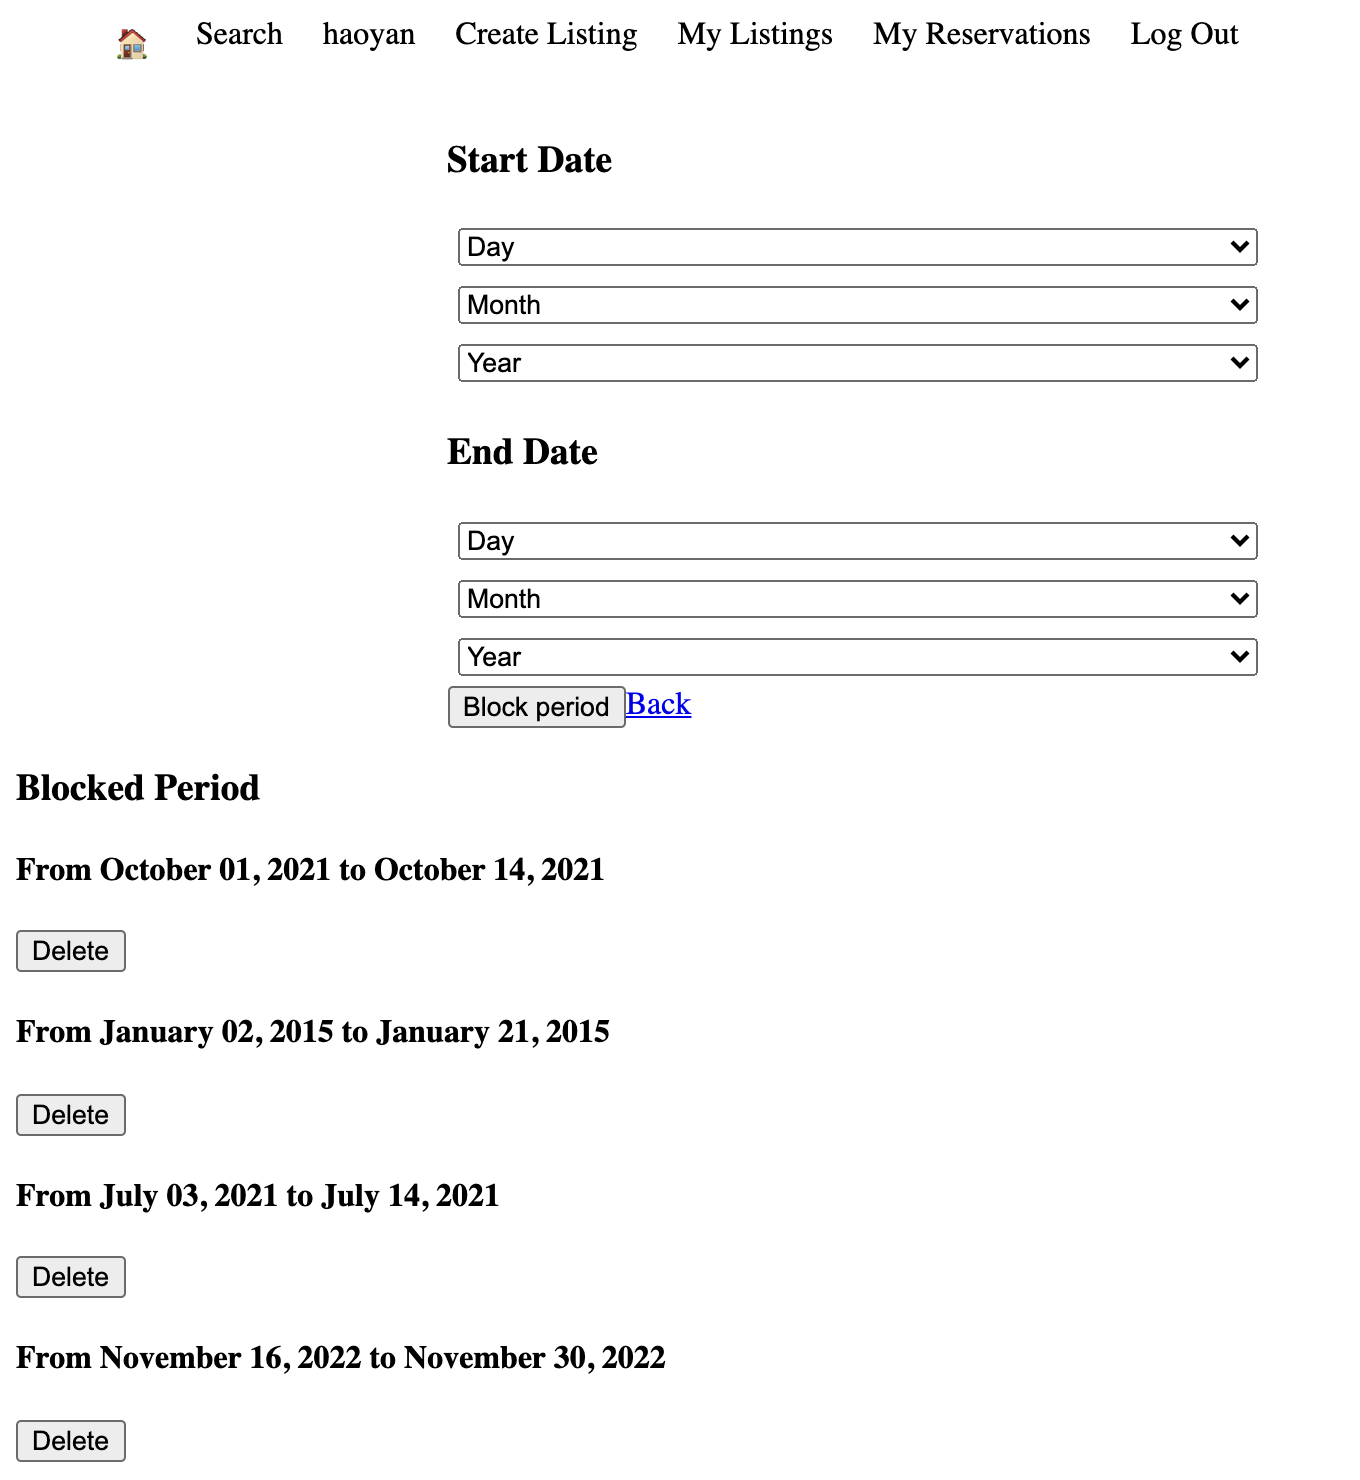 Search haoyan Create Listing My Listings My Reservations Log Out
Start Date
Day
Month
Year
End Date
Day
Month
Year
Block period Back
Blocked Period
From October 01, 2021 to October 14, 2021
Delete
From January 02, 2015 to January 21, 2015
Delete
From July 03, 2021 to July 14, 2021
Delete
From November 16, 2022 to November 30, 2022
Delete